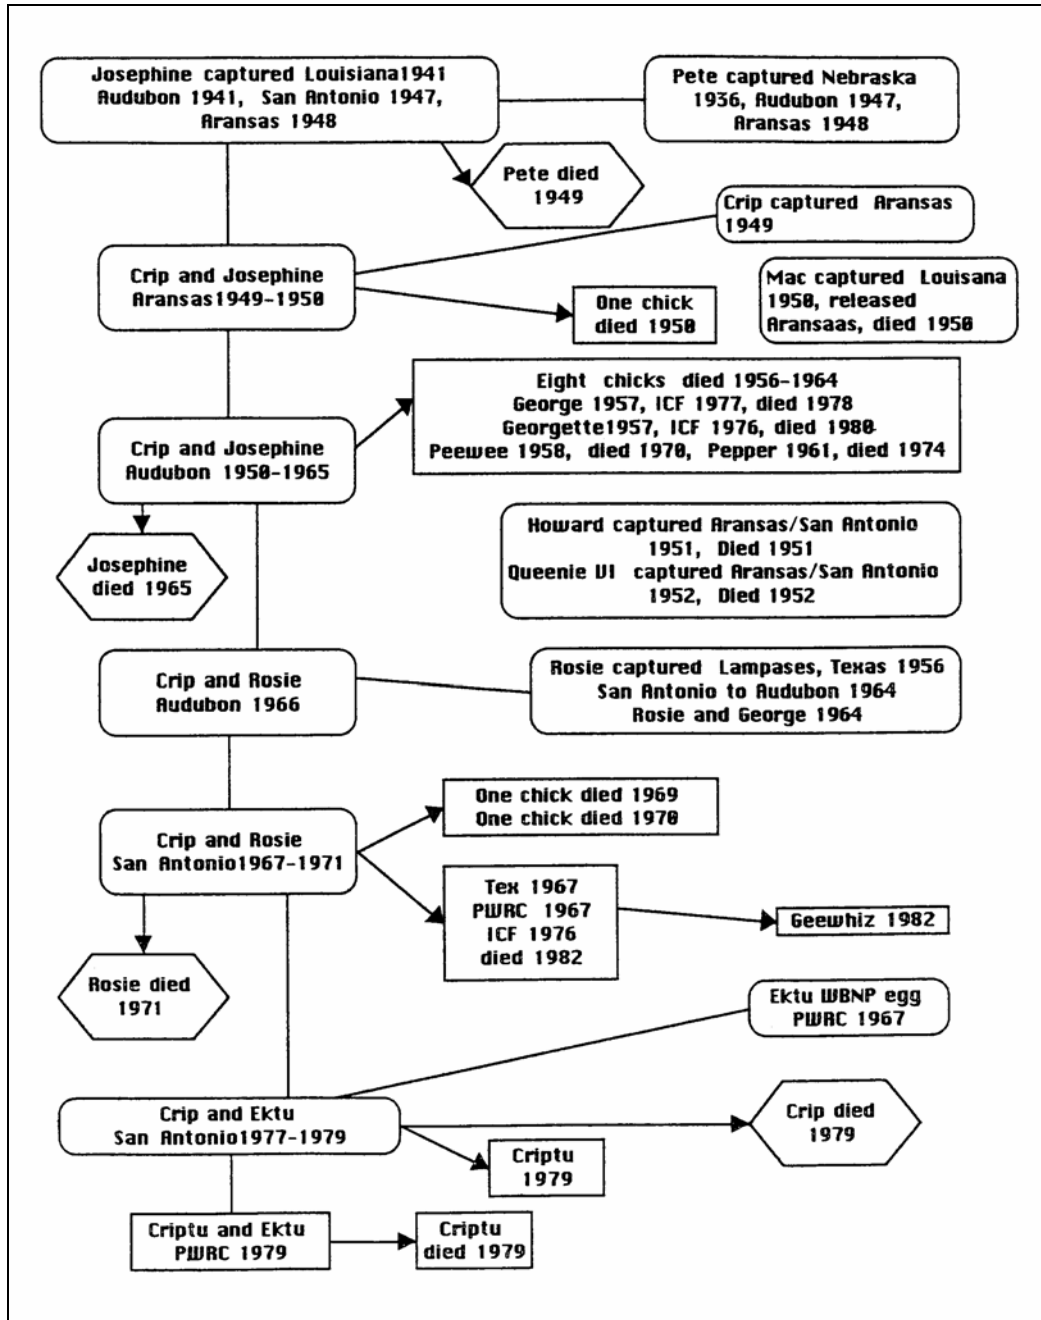 Josephine captured Louisiana1941
Audubon 1941, San Antonio 1947,
Aransas 1948
Pete captured Nebraska
1936, Audubon 1947,
Aransas 1948
Pete died
1949
Crip captured Aransas
1949
Crip and Josephine
Aransas1949-1950
Mac captured Louisana
1950, released
Aransaas, died 1950
One chick
died 1950
Eight chicks died 1956-1964
George 1957, ICF 1977, died 1978
Georgette1957, ICF 1976, died 1980
Peewee 1958, died 1970, Pepper 1961, died 1974
Crip and Josephine
Audubon 1950-1965
Howard captured Aransas/San Antonio
1951, Died 1951
Queenie VI captured Aransas/San Antonio
1952, Died 1952
Josephine
died 1965
Crip and Rosie
Audubon 1966
Rosie captured Lampases, Texas 1956
San Antonio to Audubon 1964
Rosie and George 1964
One chick died 1969
One chick died 1970
Crip and Rosie
San Antonio1967-1971
Tex 1967
PWRC 1967
ICF 1976
died 1982
Geewhiz 1982
Rosie died
1971
Ektu WBNP egg
PWRC 1967
Crip and Ektu
San Antonio1977-1979
Crip died
1979
Criptu
1979
Criptu and Ektu
PWRC 1979
Criptu
died 1979